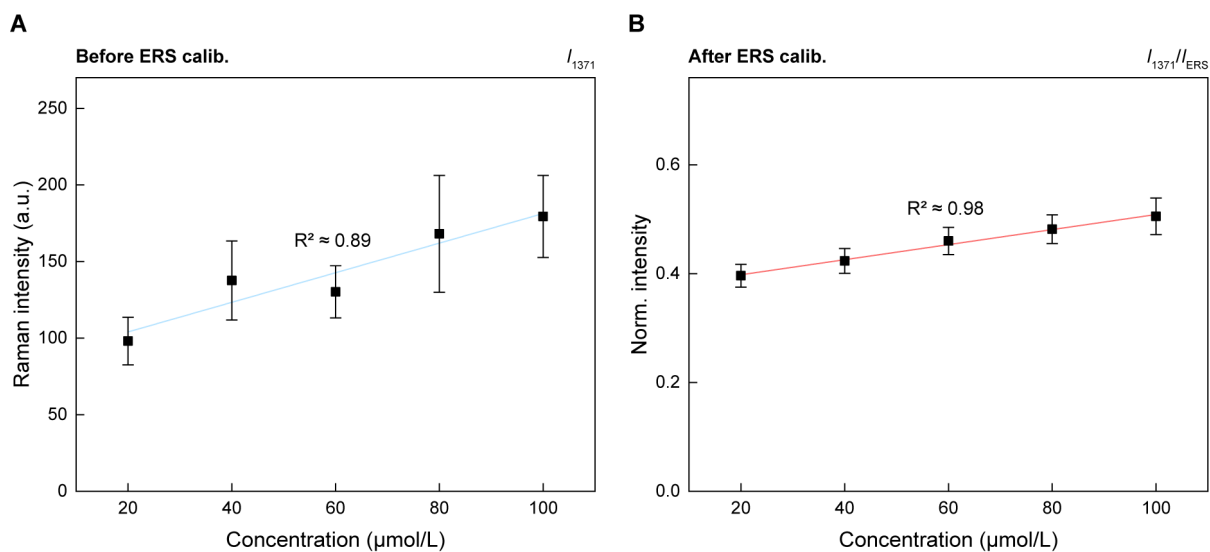 A
Before ERS calib.
I₁₃₇₁
250
200
150
100
50
0
R² ≈ 0.89
20 40 60 80 100
Raman intensity (a.u.)
Concentration (μmol/L)
B
After ERS calib.
I₁₃₇₁/I_ERS
0.6
0.4
0.2
0.0
R² ≈ 0.98
20 40 60 80 100
Norm. intensity
Concentration (μmol/L)